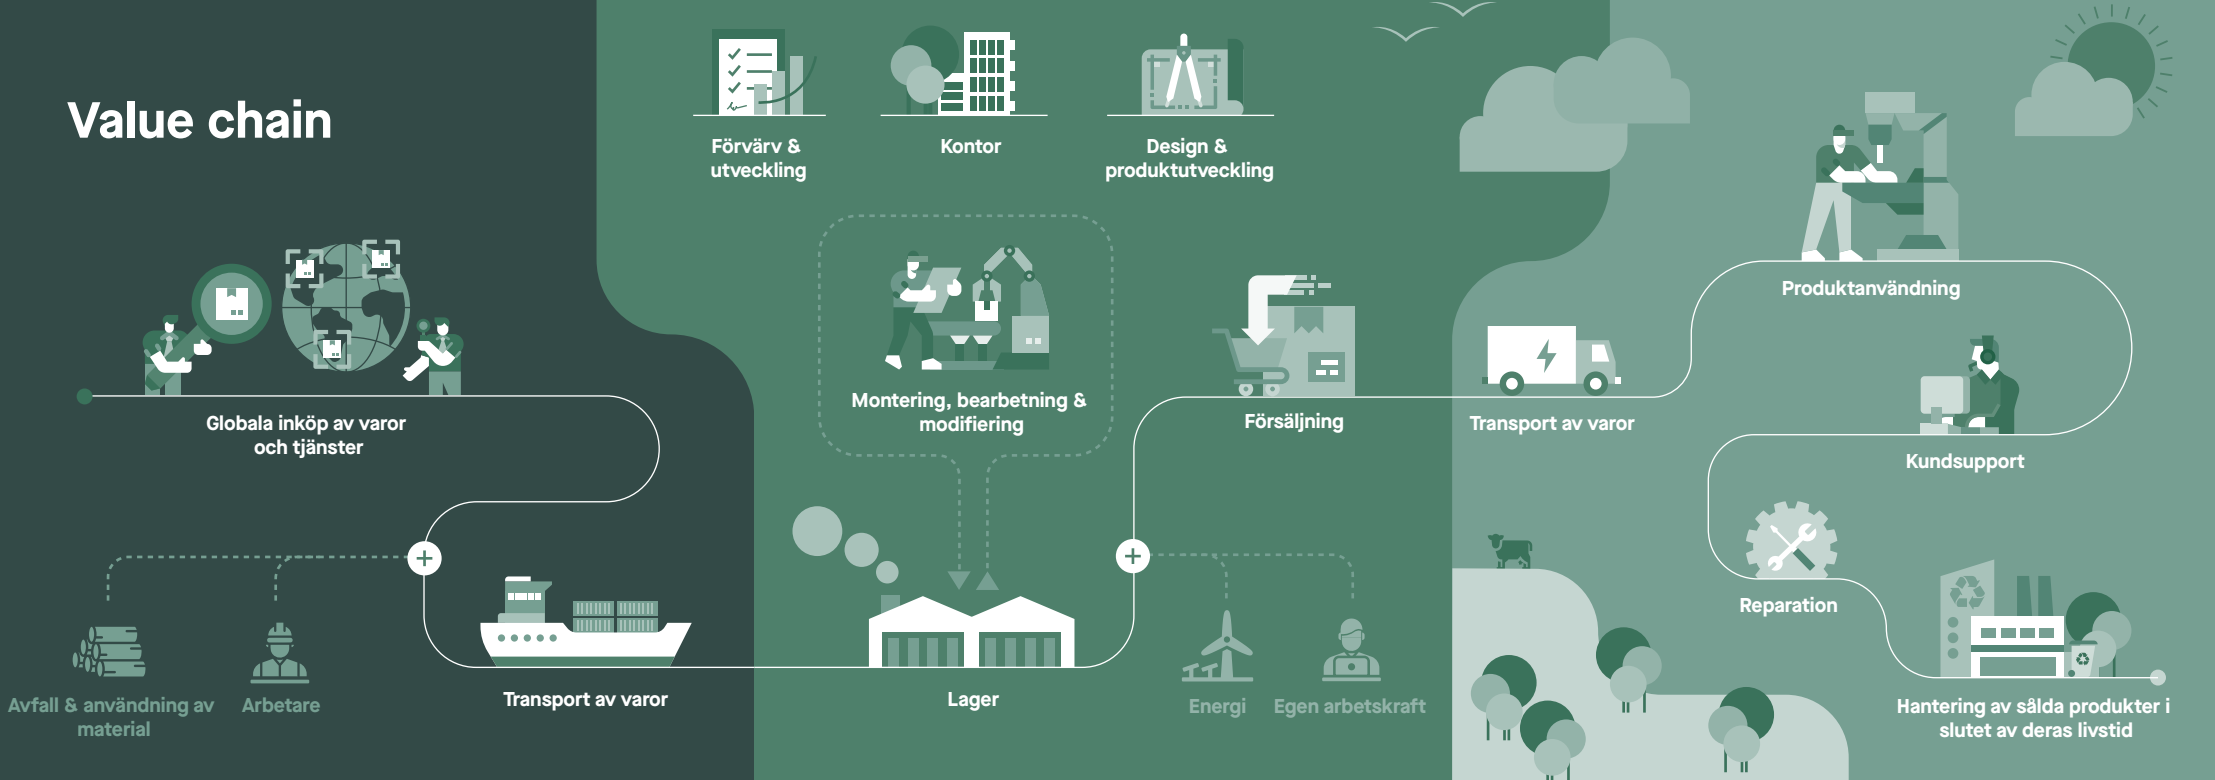 Value chain
Förvärv &
utveckling
Kontor
Design &
produktutveckling
Globala inköp av varor
och tjänster
Montering, bearbetning &
modifiering
Försäljning
Transport av varor
Produktanvändning
Kundsupport
Reparation
Avfall & användning av
material
Arbetare
Transport av varor
Lager
Energi
Egen arbetskraft
Hantering av sålda produkter i
slutet av deras livstid